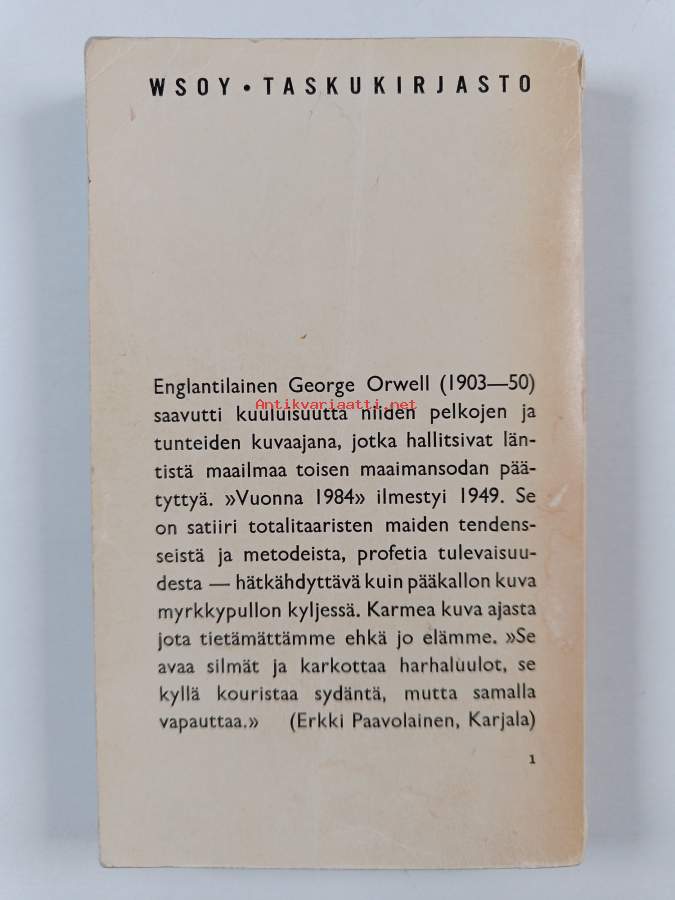 WSOY • TASKUKIRJASTO
Englantilainen George Orwell (1903—50)
Antikvariaatti.net
saavutti kuuluisuutta niiden pelkojen ja
tunteiden kuvaajana, jotka hallitsivat län-
tistä maailmaa toisen maaimansodan pää-
tyttyä. »Vuonna 1984» ilmestyi 1949. Se
on satiiri totalitaaristen maiden tendens-
seistä ja metodeista, profetia tulevaisuu-
desta — hätkähdyttävä kuin pääkallon kuva
myrkkypullon kyljessä. Karmea kuva ajasta
jota tietämättämme ehkä jo elämme. »Se
avaa silmät ja karkottaa harhaluulot, se
kyllä kouristaa sydäntä, mutta samalla
vapauttaa.» (Erkki Paavolainen, Karjala)
1